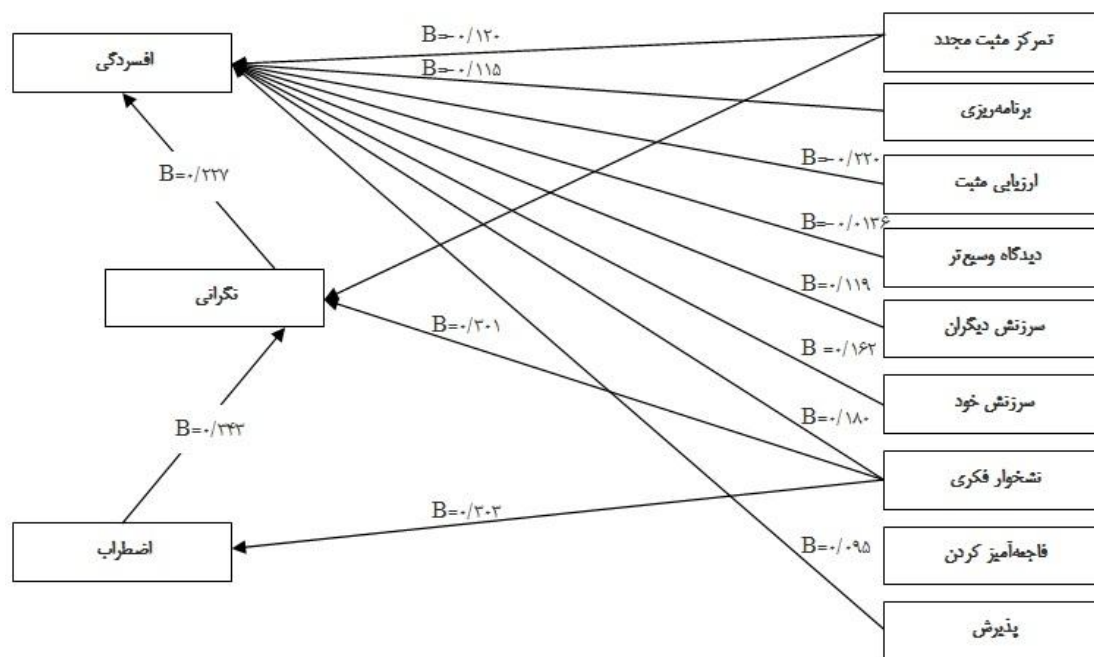 تمرکز مثبت مجدد
B=-۰/۱۲۰
افسردگی
B=-۰/۱۱۵
برنامه‌ریزی
B=-۰/۲۲۰
ارزیابی مثبت
B=۰/۲۲۷
B=-۰/۰۱۳۶
دیدگاه وسیع‌تر
نگرانی
B=۰/۱۱۹
سرزنش دیگران
B=۰/۳۰۱
B =۰/۱۶۲
سرزنش خود
B=۰/۱۸۰
B=۰/۲۴۳
نشخوار فکری
B=۰/۳۰۳
اضطراب
B=۰/۰۹۵
فاجعه‌آمیز کردن
پذیرش